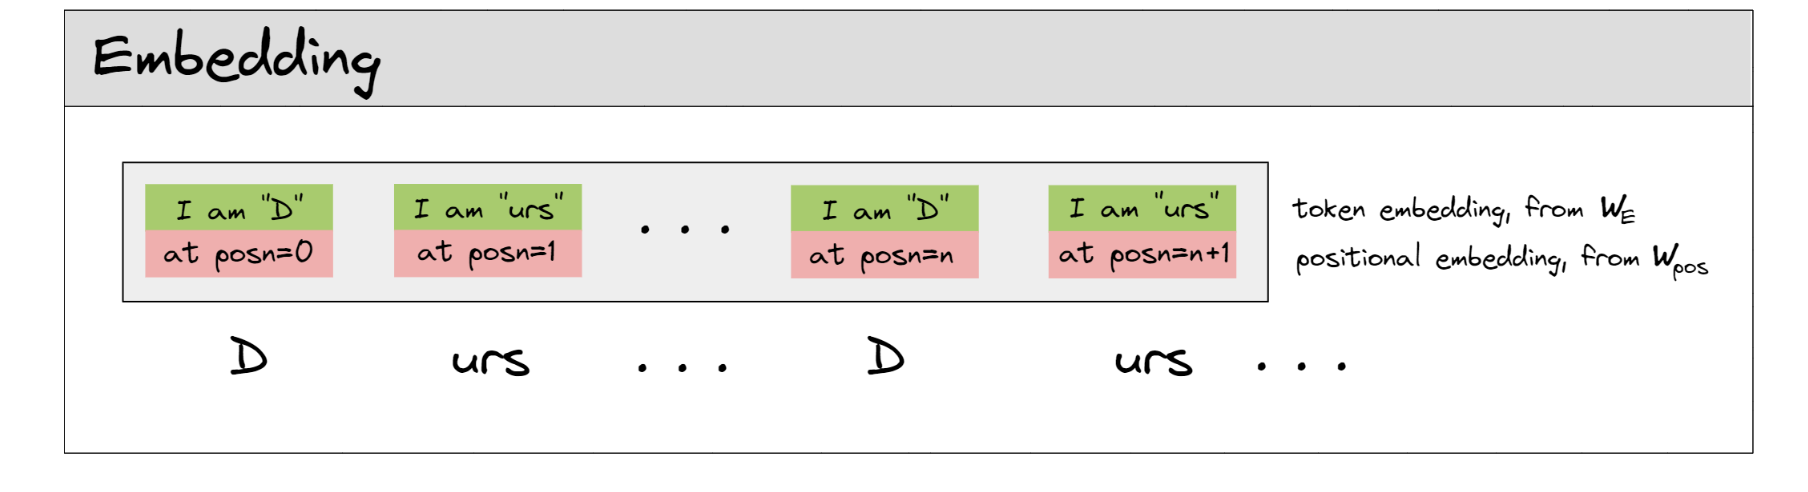 Embedding
I am "D" I am "urs" . . . I am "D" I am "urs" token embedding, from W_E
at posn=0 at posn=1 at posn=n at posn=n+1 positional embedding, from W_pos
D urs . . . D urs . . .